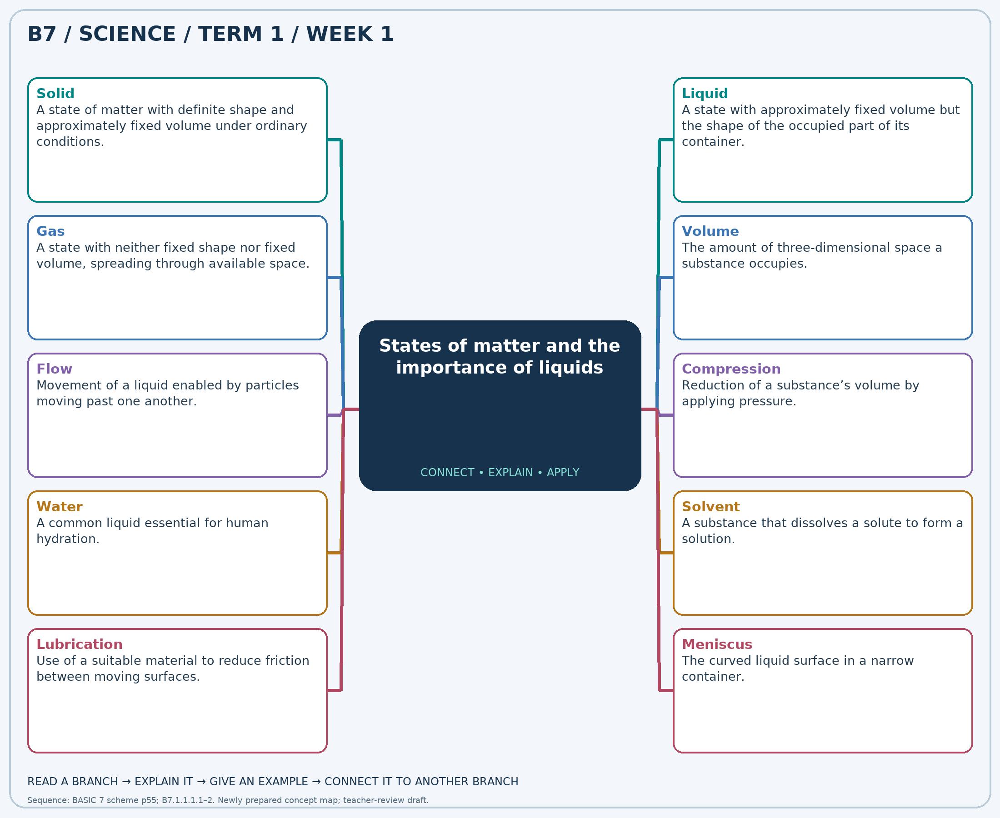 B7 / SCIENCE / TERM 1 / WEEK 1
Solid
A state of matter with definite shape and
approximately fixed volume under ordinary
conditions.
Liquid
A state with approximately fixed volume but
the shape of the occupied part of its
container.
Gas
A state with neither fixed shape nor fixed
volume, spreading through available space.
Volume
The amount of three-dimensional space a
substance occupies.
States of matter and the
importance of liquids
CONNECT • EXPLAIN • APPLY
Flow
Movement of a liquid enabled by particles
moving past one another.
Compression
Reduction of a substance’s volume by
applying pressure.
Water
A common liquid essential for human
hydration.
Solvent
A substance that dissolves a solute to form a
solution.
Lubrication
Use of a suitable material to reduce friction
between moving surfaces.
Meniscus
The curved liquid surface in a narrow
container.
READ A BRANCH → EXPLAIN IT → GIVE AN EXAMPLE → CONNECT IT TO ANOTHER BRANCH
Sequence: BASIC 7 scheme p55; B7.1.1.1.1–2. Newly prepared concept map; teacher-review draft.